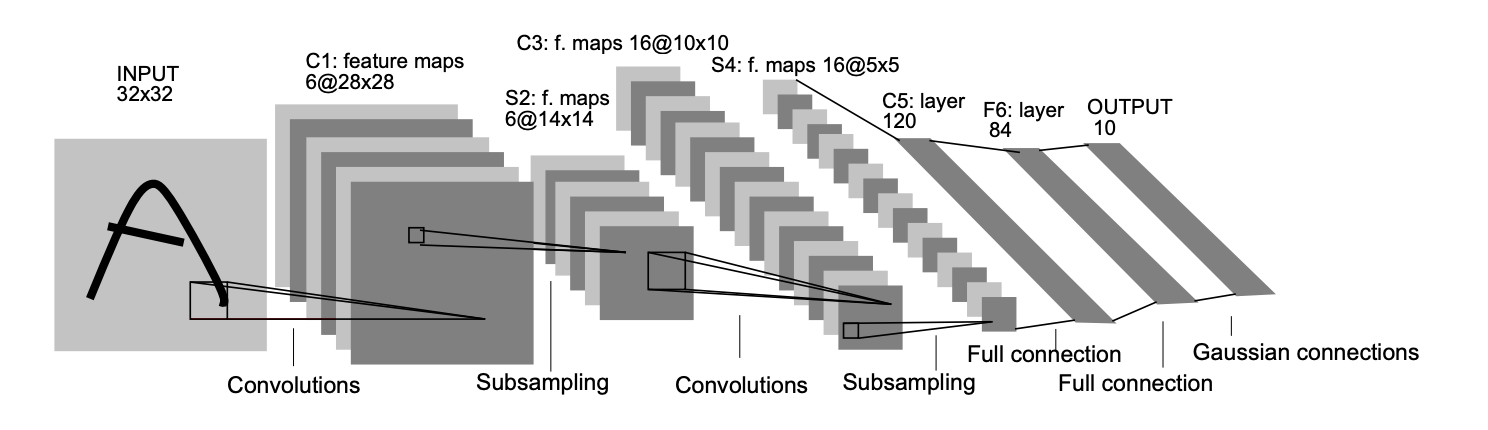 INPUT
32x32
C1: feature maps
6@28x28
S2: f. maps
6@14x14
C3: f. maps 16@10x10
S4: f. maps 16@5x5
C5: layer
120
F6: layer
84
OUTPUT
10
Convolutions
Subsampling
Convolutions
Subsampling
Full connection
Full connection
Gaussian connections
A